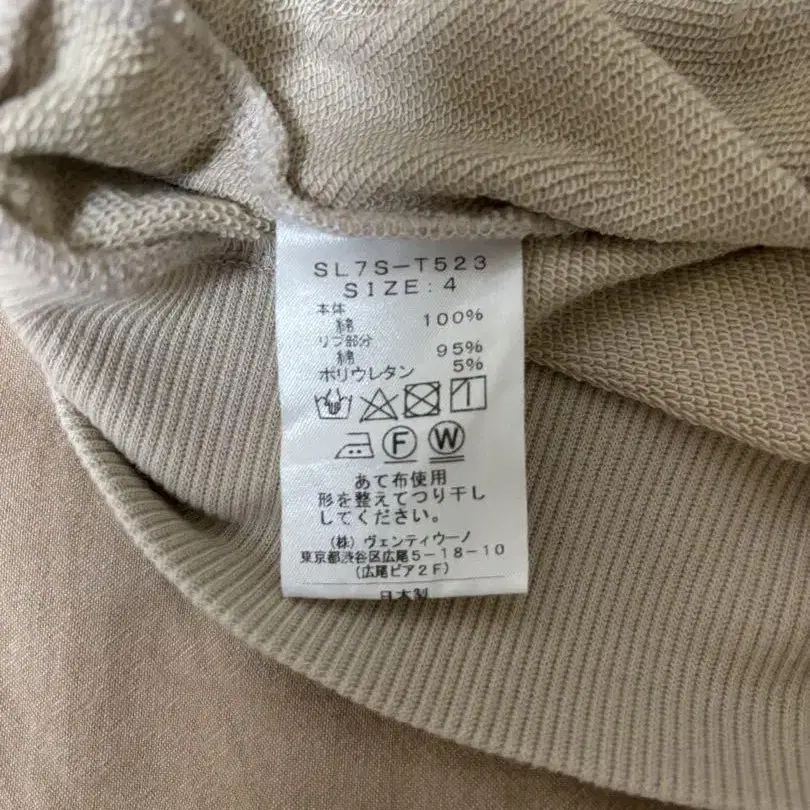 SL7S-T523
SIZE:4
本体
綿 100%
リブ部分
綿 95%
ポリウレタン 5%
F W
あて布使用
形を整えてつり干し
してください。
(株)ヴェンティウーノ
東京都渋谷区広尾5-18-10
(広尾ピア2F)
日本製